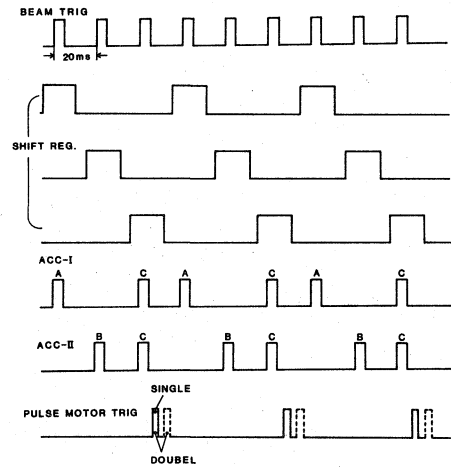 BEAM TRIG
20ms
SHIFT REG.
ACC-I
A C A C A C
ACC-II
B C B C B C
SINGLE
PULSE MOTOR TRIG
DOUBEL